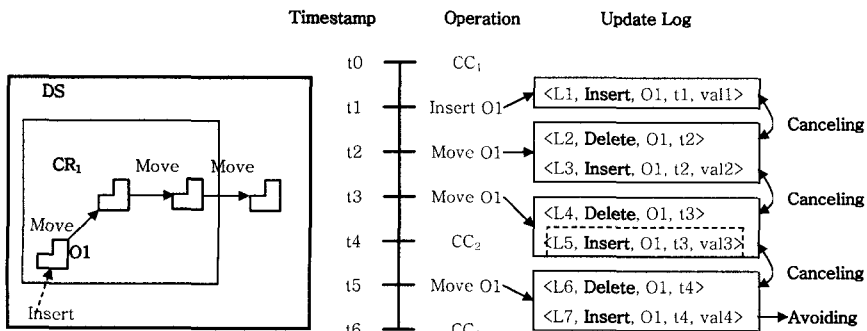 Timestamp Operation Update Log
t0 CC₁
DS
<L1, Insert, O1, t1, val1>
t1 Insert O1
Canceling
<L2, Delete, O1, t2>
CR₁ Move Move
t2 Move O1
<L3, Insert, O1, t2, val2>
t3 Move O1
Canceling
<L4, Delete, O1, t3>
Move
O1
t4 CC₂
<L5, Insert, O1, t3, val3>
Canceling
t5 Move O1
<L6, Delete, O1, t4>
Insert
<L7, Insert, O1, t4, val4> Avoiding
t6